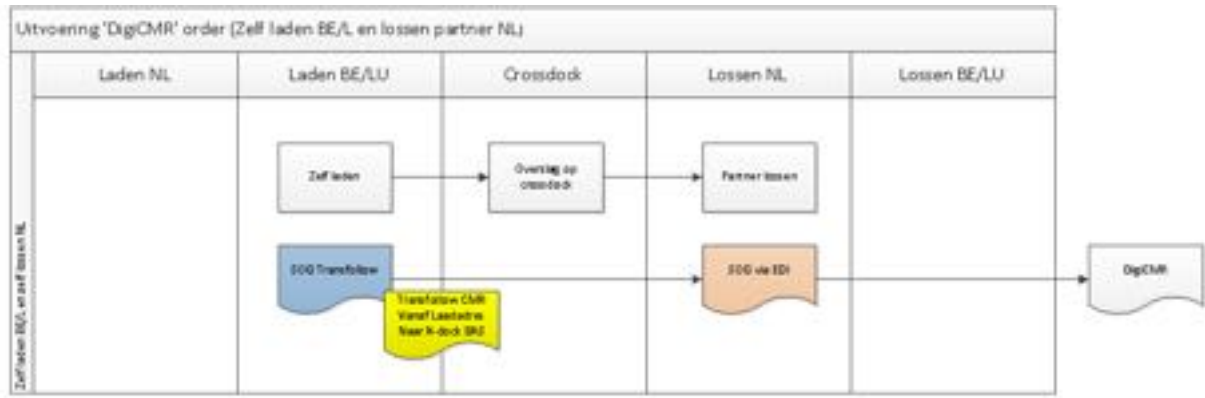 Uitvoering 'DigiCMR' order (Zelf laden BE/L en lossen partner NL)
Laden NL
Laden BE/LU
Crossdock
Lossen NL
Lossen BE/LU
Zelf laden BE/L en zelf lossen NL
Zelf laden
Overslag op
crossdock
Partner lossen
SOG Transfollow
SOG via EDI
DigiCMR
Transfollow CMR
Vanaf Laadadres
Naar X-dock